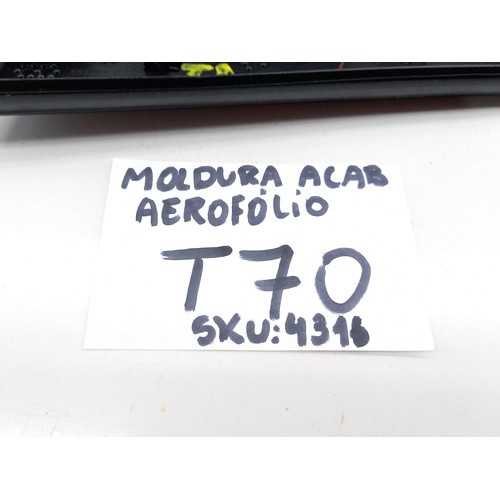 MOLDURA ACAB
AEROFÓLIO
T70
SKU:4316